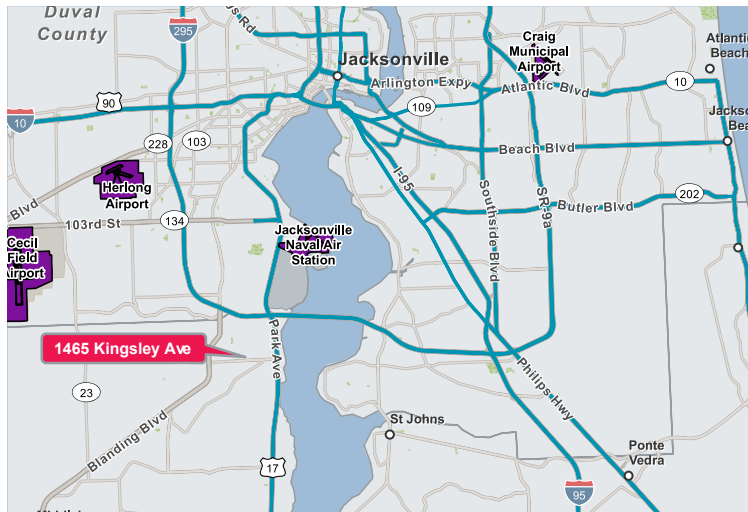 Duval
County
295
Rd
Jacksonville
Craig
Municipal
Airport
Atlantic
Beach
Arlington Expy
10
Atlantic Blvd
90
109
10
Beach Blvd
228
103
I-95
Herlong
Airport
Southside Blvd
SR-9a
202
Butler Blvd
Blvd
103rd St
134
Jacksonville
Naval Air
Station
Cecil
Field
Airport
Park Ave
1465 Kingsley Ave
Philips Hwy
23
Blanding Blvd
St Johns
17
Ponte
Vedra
95